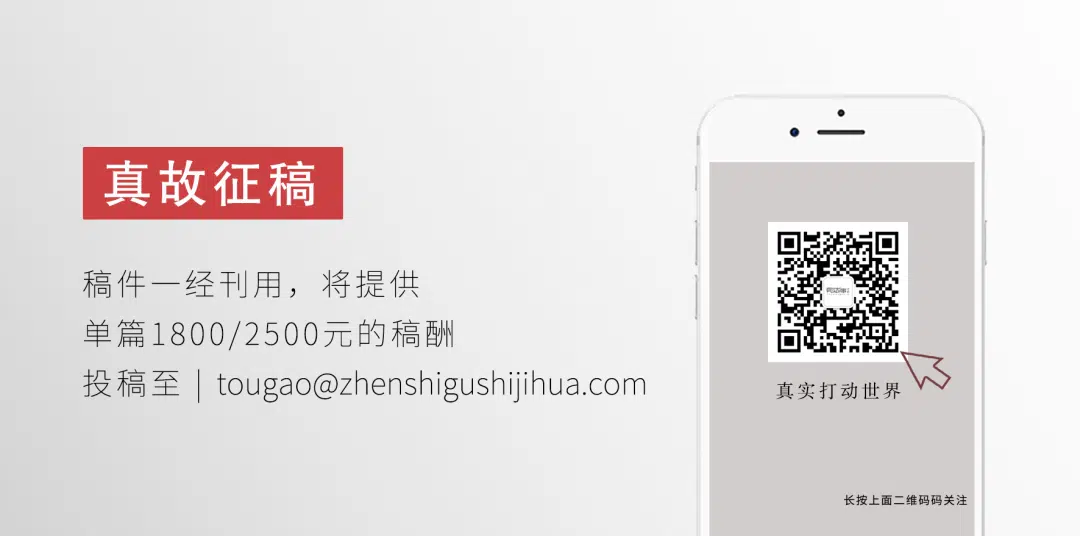 真故征稿
稿件一经刊用，将提供
单篇1800/2500元的稿酬
投稿至 | tougao@zhenshigushijihua.com
真实打动世界
长按上面二维码码关注